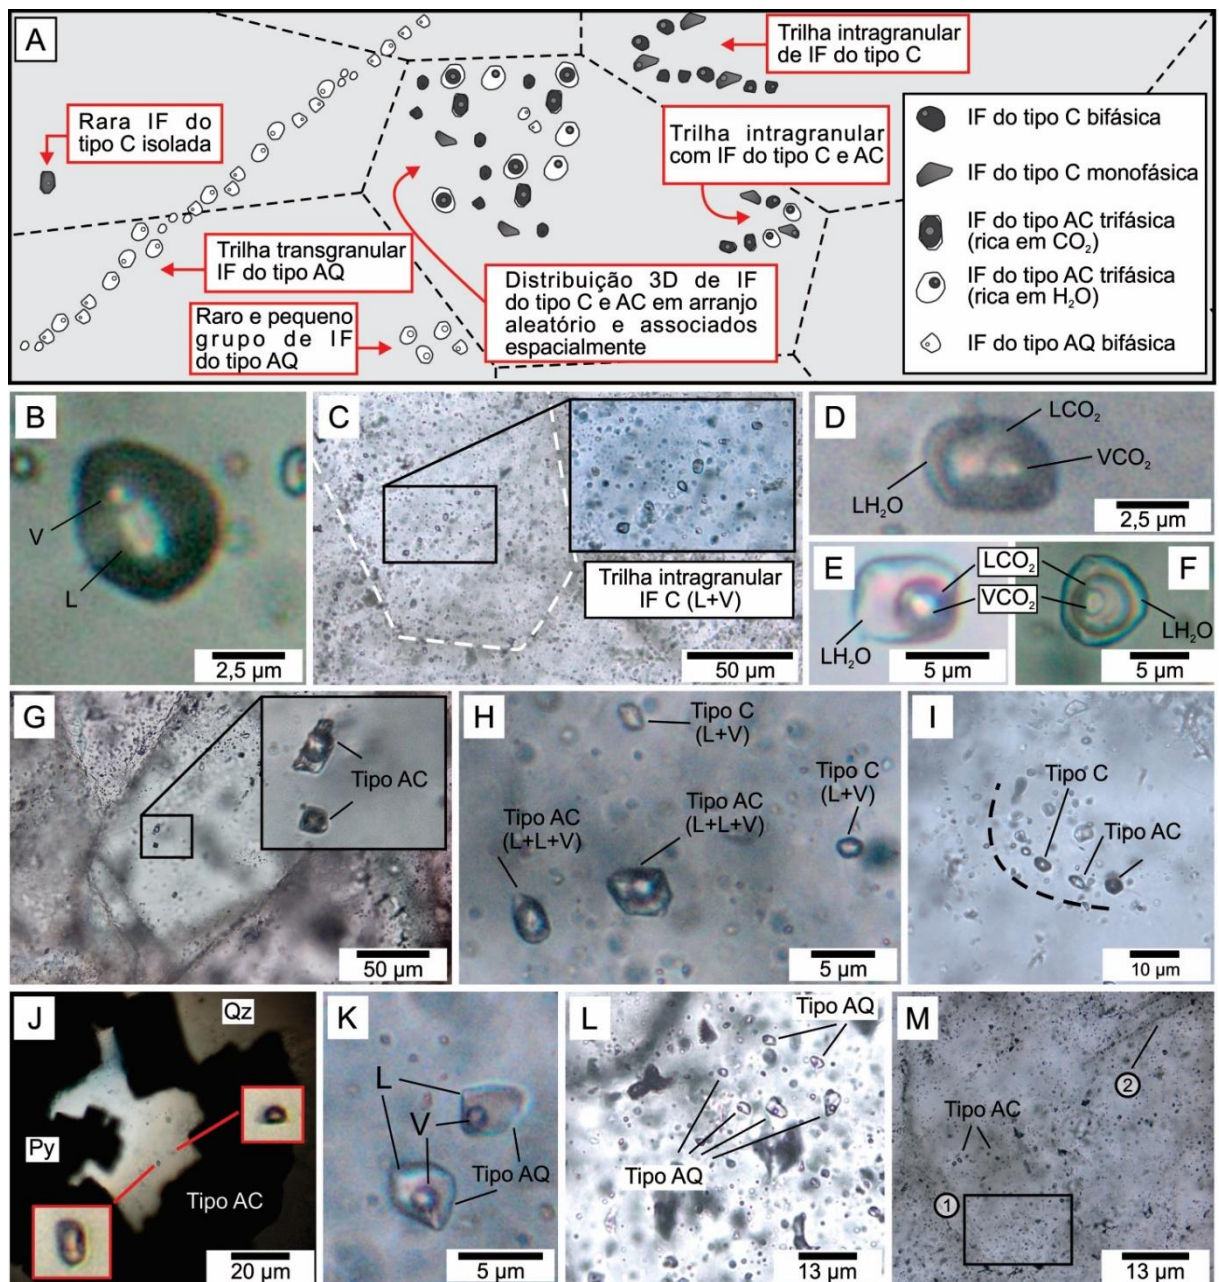 A
Trilha intragranular
de IF do tipo C
Rara IF do
tipo C isolada
Trilha intragranular
com IF do tipo C e AC
Trilha transgranular
IF do tipo AQ
Raro e pequeno
grupo de IF
do tipo AQ
Distribuição 3D de IF
do tipo C e AC em arranjo
aleatório e associados
espacialmente
IF do tipo C bifásica
IF do tipo C monofásica
IF do tipo AC trifásica
(rica em CO₂)
IF do tipo AC trifásica
(rica em H₂O)
IF do tipo AQ bifásica
B
V
L
2,5 µm
C
Trilha intragranular
IF C (L+V)
50 µm
D
LCO₂
VCO₂
LH₂O
2,5 µm
E
LCO₂
VCO₂
LH₂O
5 µm
F
LH₂O
5 µm
G
Tipo AC
50 µm
H
Tipo C
(L+V)
Tipo C
(L+V)
Tipo AC
(L+L+V)
Tipo AC
(L+L+V)
5 µm
I
Tipo C
Tipo AC
10 µm
J
Qz
Py
Tipo AC
20 µm
K
L
V
Tipo AQ
5 µm
L
Tipo AQ
Tipo AQ
13 µm
M
2
Tipo AC
1
13 µm